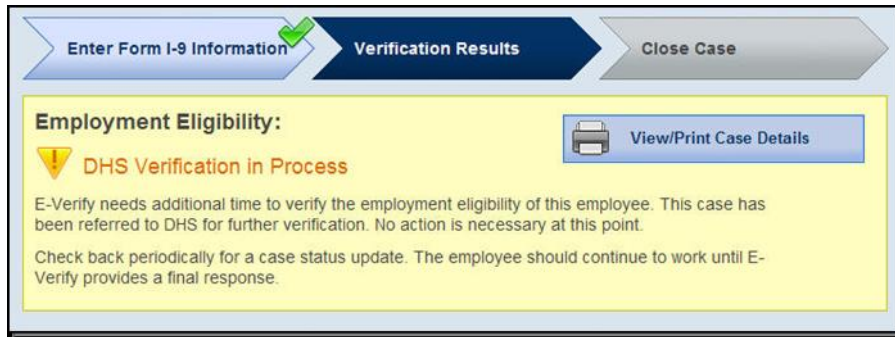 Enter Form I-9 Information
Verification Results
Close Case
Employment Eligibility:
View/Print Case Details
DHS Verification in Process
E-Verify needs additional time to verify the employment eligibility of this employee. This case has
been referred to DHS for further verification. No action is necessary at this point.
Check back periodically for a case status update. The employee should continue to work until E-
Verify provides a final response.